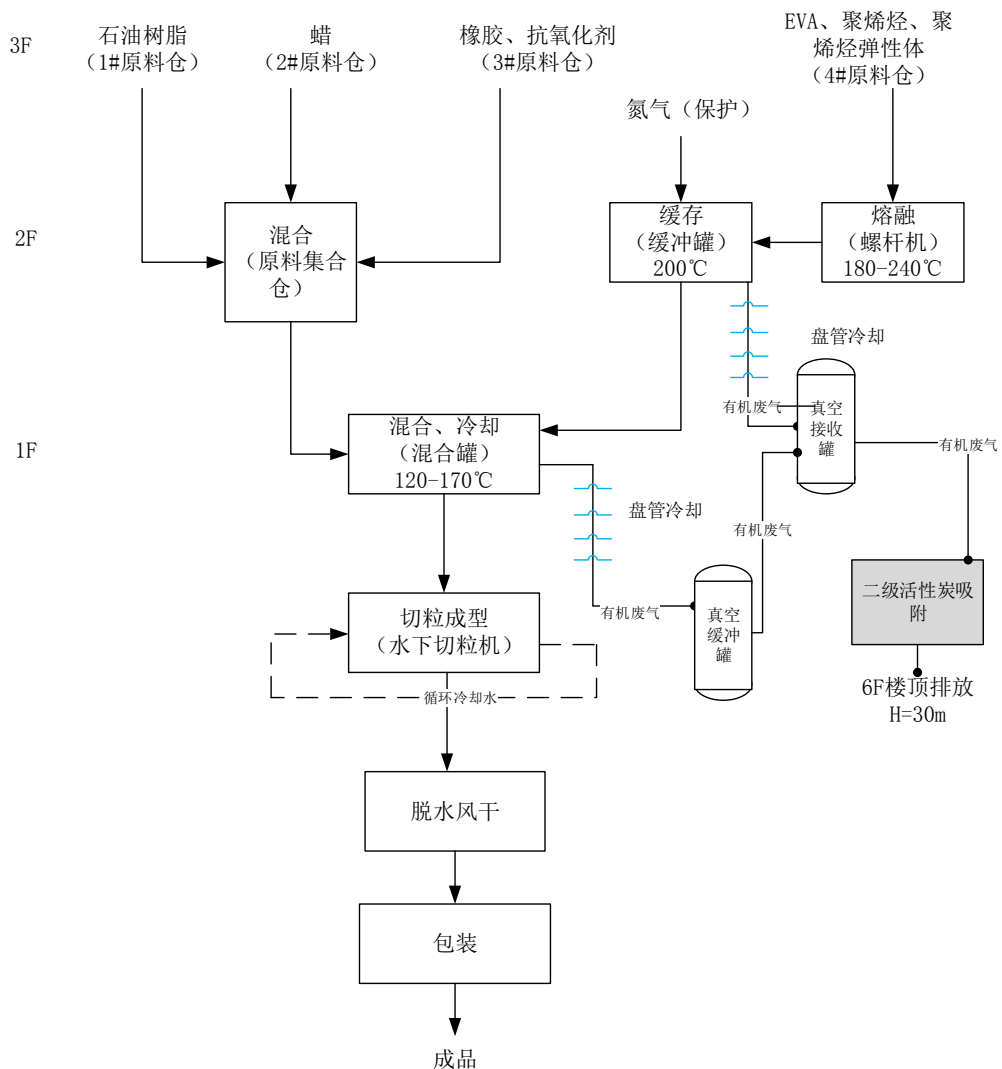 3F
石油树脂
（1#原料仓）
蜡
（2#原料仓）
橡胶、抗氧化剂
（3#原料仓）
EVA、聚烯烃、聚
烯烃弹性体
（4#原料仓）
氮气（保护）
2F
混合
（原料集合
仓）
缓存
（缓冲罐）
200℃
熔融
（螺杆机）
180-240℃
盘管冷却
有机废气
真空
接收
罐
1F
混合、冷却
（混合罐）
120-170℃
有机废气
盘管冷却
有机废气
二级活性炭吸
附
切粒成型
（水下切粒机）
有机废气
真空
缓冲
罐
循环冷却水
6F楼顶排放
H=30m
脱水风干
包装
成品